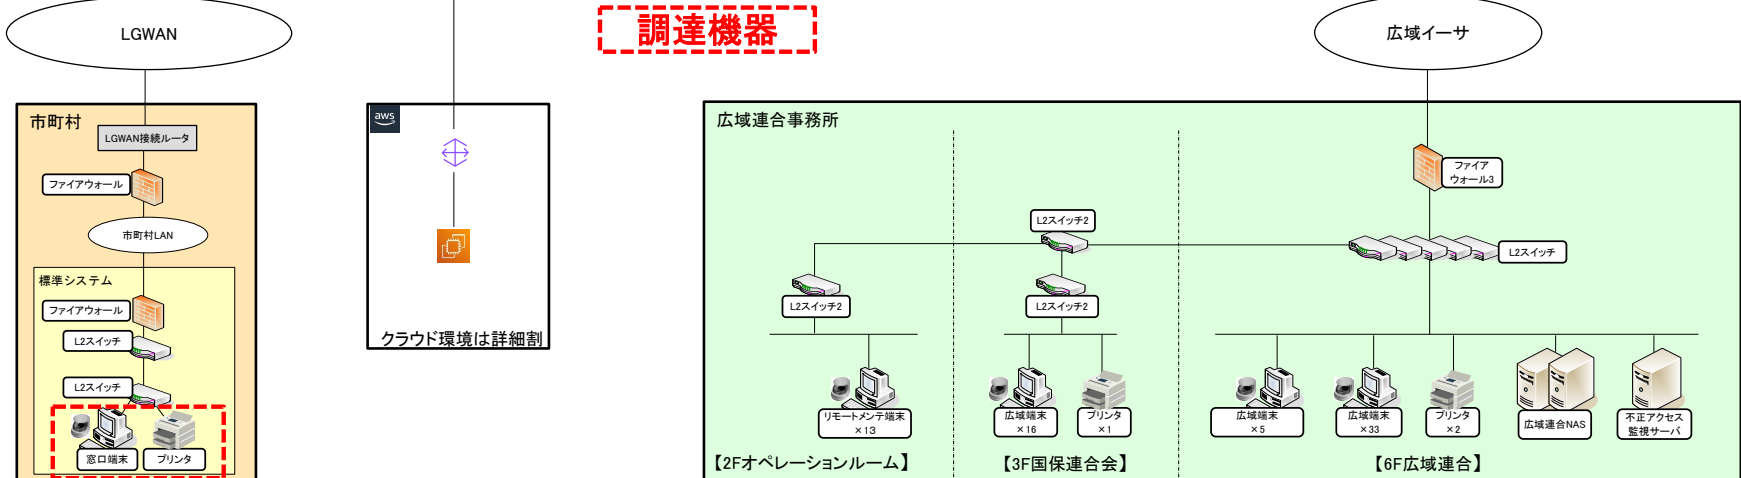 LGWAN
調達機器
広域イーサ
市町村
LGWAN接続ルータ
ファイアウォール
市町村LAN
標準システム
ファイアウォール
L2スイッチ
L2スイッチ
窓口端末
プリンタ
aws
クラウド環境は詳細割
広域連合事務所
ファイア
ウォール3
L2スイッチ2
L2スイッチ
L2スイッチ2
L2スイッチ2
リモートメンテ端末
×13
広域端末
×16
プリンタ
×1
広域端末
×5
広域端末
×33
プリンタ
×2
広域連合NAS
不正アクセス
監視サーバ
【2Fオペレーションルーム】
【3F国保連合会】
【6F広域連合】